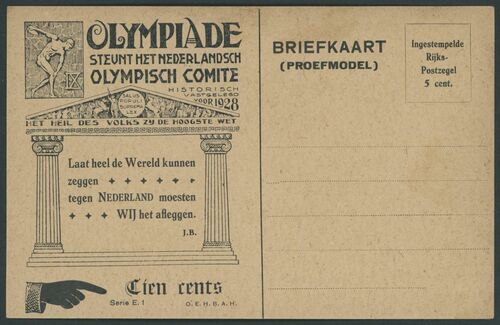 IX
OLYMPIADE
STEUNT HET NEDERLANDSCH
OLYMPISCH COMITE
HISTORISCH
VASTGELEGD
VOOR 1928
SALUS
POPULI
SUPREMA
LEX
HET HEIL DES VOLKS ZY DE HOOGSTE WET
Laat heel de Wereld kunnen
zeggen
tegen NEDERLAND moesten
WIJ het afleggen.
J.B.
Cien cents
Serie E. 1
O.E.H.B.A.H.
BRIEFKAART
(PROEFMODEL)
Ingestempelde
Rijks-
Postzegel
5 cent.